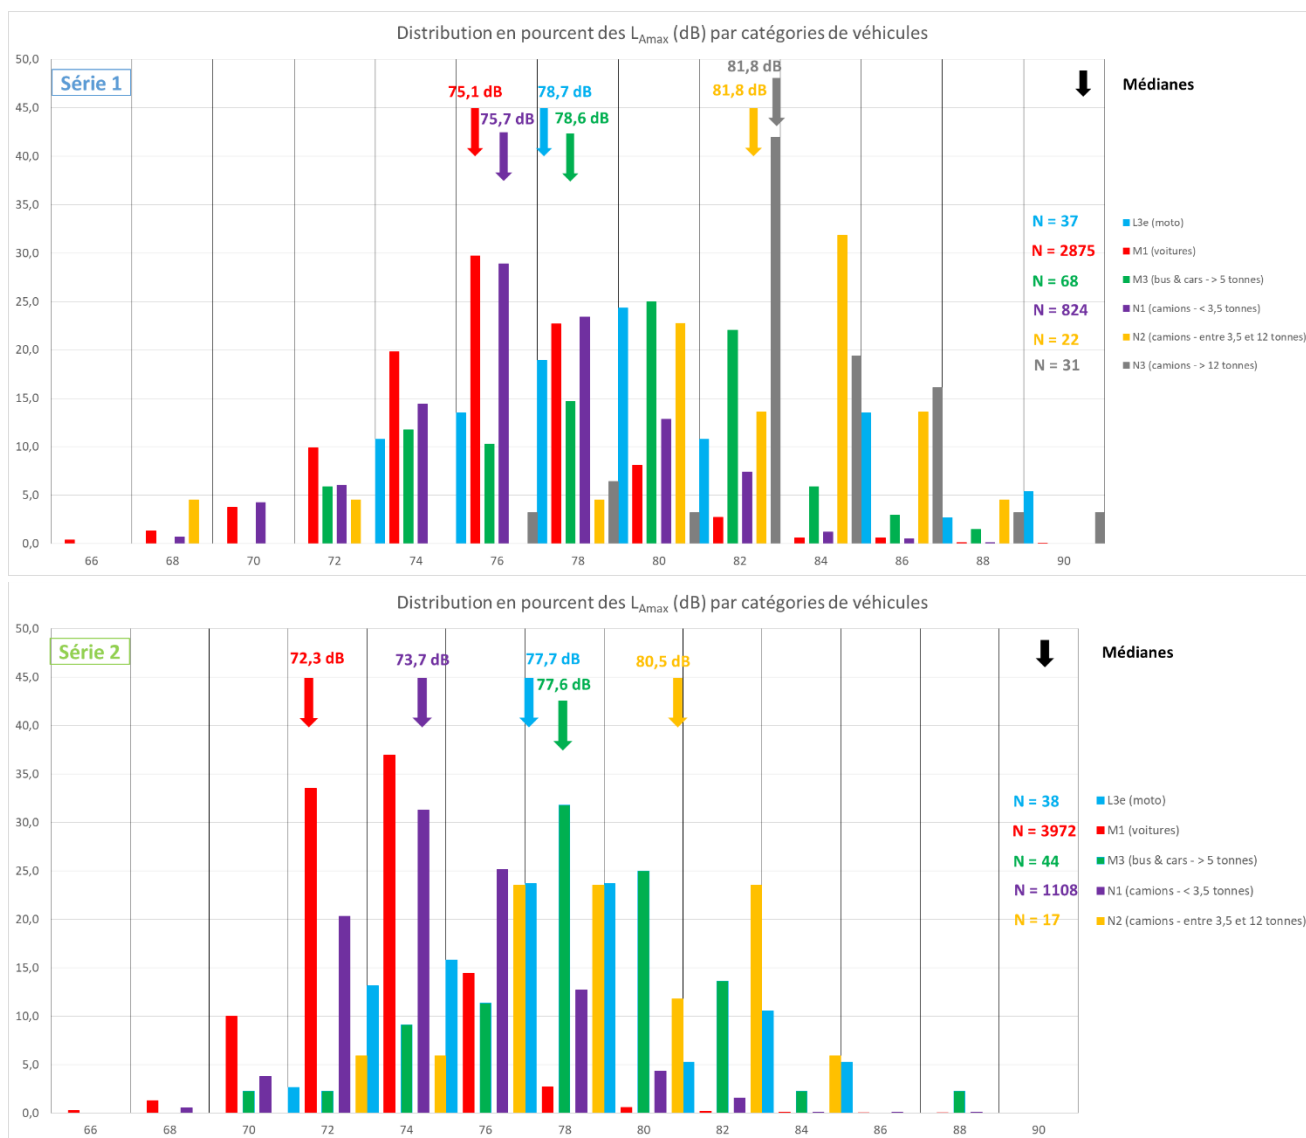 Distribution en pourcent des LAmax (dB) par catégories de véhicules
50,0
Série 1
75,1 dB
78,7 dB
81,8 dB
81,8 dB
Médianes
75,7 dB
78,6 dB
45,0
40,0
35,0
N = 37 L3e (moto)
30,0
N = 2875 M1 (voitures)
N = 68 M3 (bus & cars - > 5 tonnes)
25,0
N = 824 N1 (camions - < 3,5 tonnes)
N = 22 N2 (camions - entre 3,5 et 12 tonnes)
20,0
N = 31 N3 (camions - > 12 tonnes)
15,0
10,0
5,0
0,0
66 68 70 72 74 76 78 80 82 84 86 88 90
Distribution en pourcent des LAmax (dB) par catégories de véhicules
50,0
Série 2
72,3 dB
73,7 dB
77,7 dB
80,5 dB
Médianes
77,6 dB
45,0
40,0
35,0
N = 38 L3e (moto)
30,0
N = 3972 M1 (voitures)
N = 44 M3 (bus & cars - > 5 tonnes)
25,0
N = 1108 N1 (camions - < 3,5 tonnes)
20,0
N = 17 N2 (camions - entre 3,5 et 12 tonnes)
15,0
10,0
5,0
0,0
66 68 70 72 74 76 78 80 82 84 86 88 90